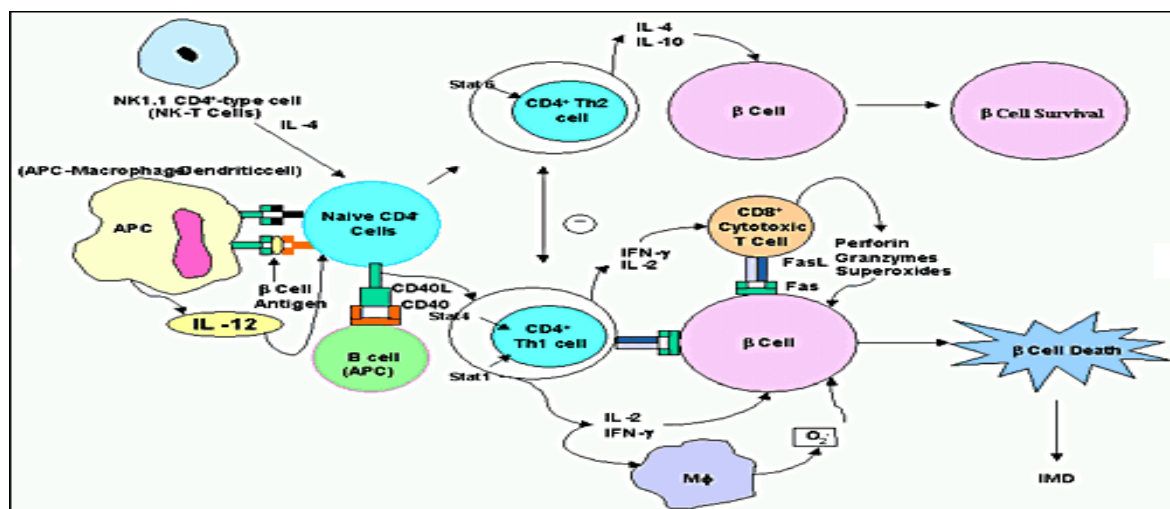 NK1.1 CD4⁺-type cell
(NK-T Cells)
IL -4
Stat 6
CD4⁺ Th2
cell
IL -4
IL -10
β Cell
β Cell Survival
(APC-MacrophageDendriticcell)
APC
Naive CD4⁺
Cells
β Cell
Antigen
IL -12
CD40L
CD40
B cell
(APC)
Stat4
Stat1
CD4⁺
Th1 cell
−
IFN-γ
IL -2
CD8⁺
Cytotoxic
T Cell
FasL
Fas
Perforin
Granzymes
Superoxides
β Cell
β Cell Death
IL -2
IFN-γ
Mϕ
O₂⁻
IMD